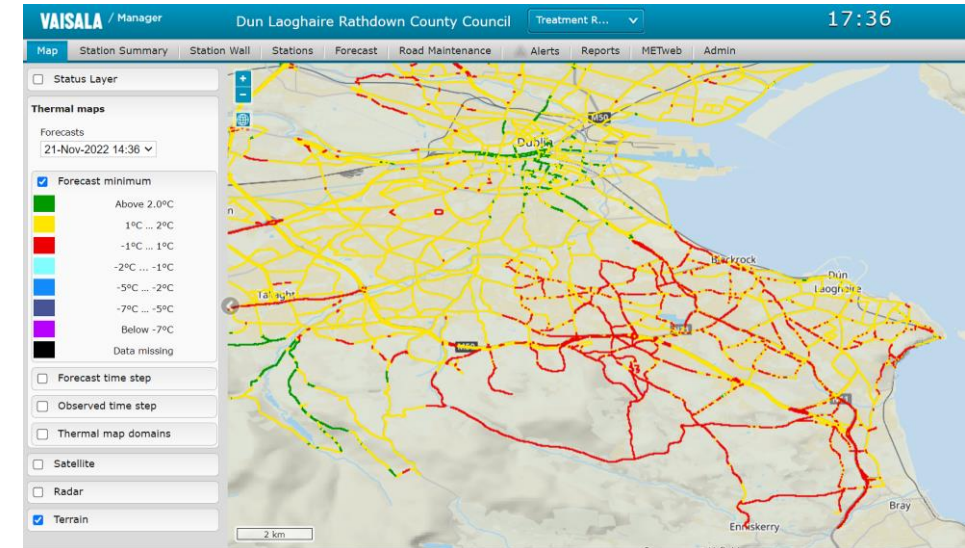 VAISALA / Manager
Dun Laoghaire Rathdown County Council
Treatment R...
17:36
Map Station Summary Station Wall Stations Forecast Road Maintenance Alerts Reports METweb Admin
Status Layer
Thermal maps
Forecasts
21-Nov-2022 14:36
Forecast minimum
Above 2.0ºC
1ºC ... 2ºC
-1ºC ... 1ºC
-2ºC ... -1ºC
-5ºC ... -2ºC
-7ºC ... -5ºC
Below -7ºC
Data missing
Forecast time step
Observed time step
Thermal map domains
Satellite
Radar
Terrain
+
-
M50
Dublin
Blackrock
Dún
Laoghaire
Tallaght
M50
Bray
Enniskerry
2 km